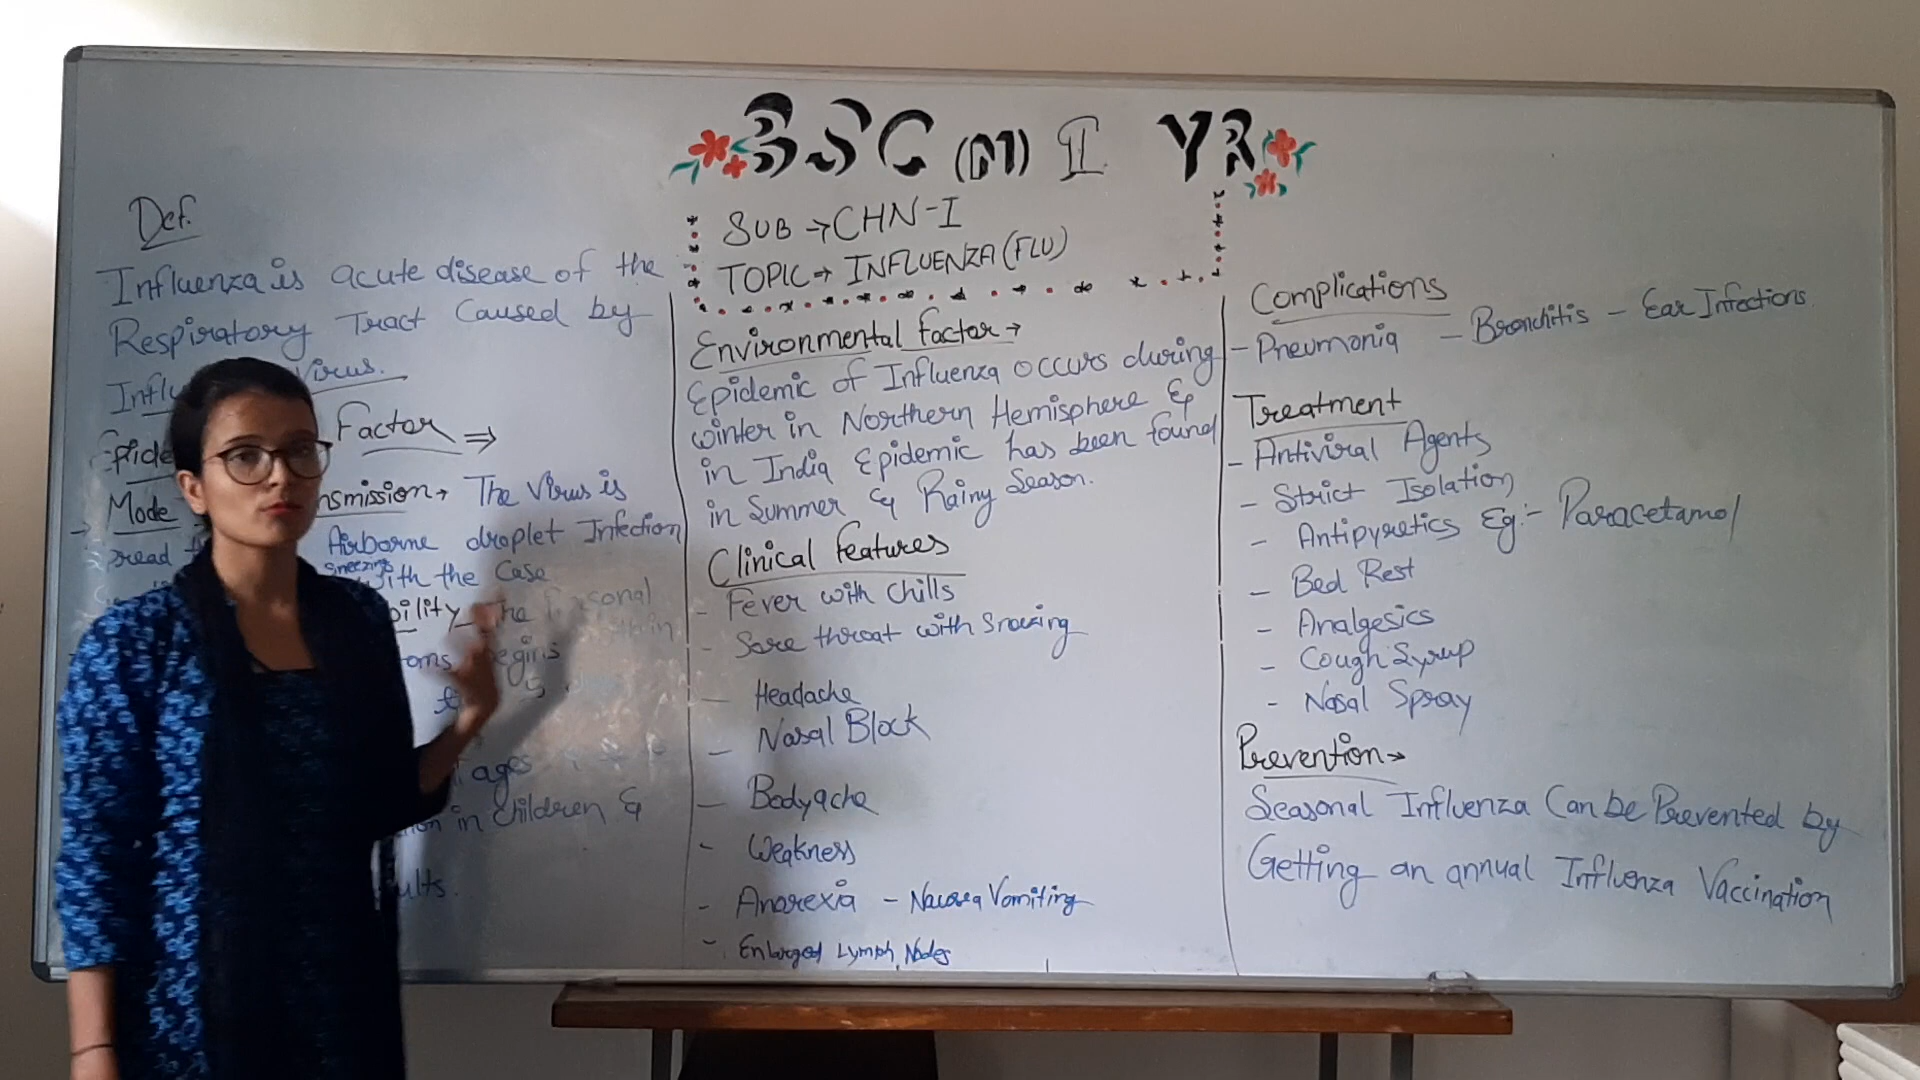 BSC (N) II YR
SUB → CHN-I
TOPIC → INFLUENZA (FLU)
Def.
Influenza is acute disease of the
Respiratory Tract Caused by
Virus.
Factor ⇒
Mode
→ The Virus is
Airborne droplet Infection
sneezing
with the Case
The
begins
5
ages
in children &
Environmental factor →
Epidemic of Influenza occurs during
winter in Northern Hemisphere &
in India Epidemic has been found
in Summer & Rainy Season.
Clinical features
- Fever with chills
- Sore throat with
- Headache
- Nasal Block
- Bodyache
- Weakness
- Anorexia - Nausea Vomiting
- Enlarged Lymph Nodes
Complications
- Pneumonia - Bronchitis - Ear Infections
Treatment
- Antiviral Agents
- Strict Isolation
- Antipyretics Eg:- Paracetamol
- Bed Rest
- Analgesics
- Cough Syrup
- Nasal Spray
Prevention →
Seasonal Influenza Can be Prevented by
Getting an annual Influenza Vaccination